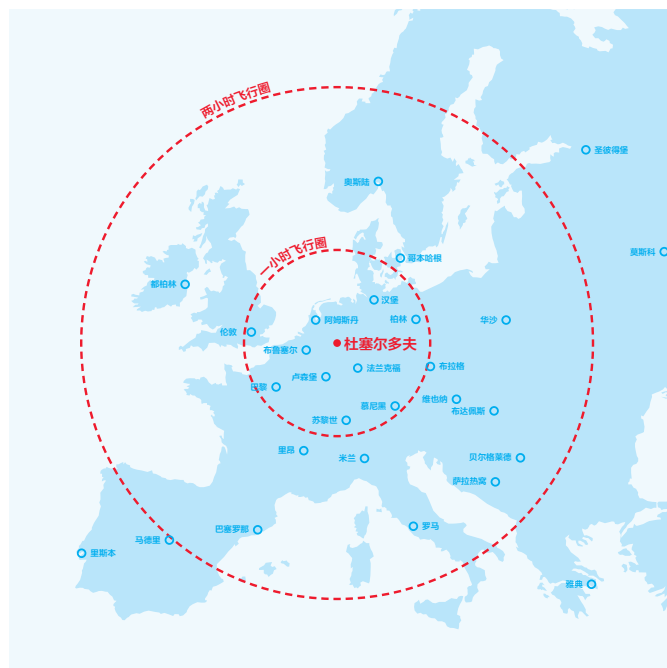 两小时飞行圈
圣彼得堡
奥斯陆
一小时飞行圈
莫斯科
哥本哈根
都柏林
汉堡
阿姆斯丹
柏林
华沙
伦敦
杜塞尔多夫
布鲁塞尔
法兰克福
布拉格
卢森堡
巴黎
维也纳
慕尼黑
布达佩斯
苏黎世
里昂
米兰
贝尔格莱德
萨拉热窝
巴塞罗那
罗马
马德里
里斯本
雅典